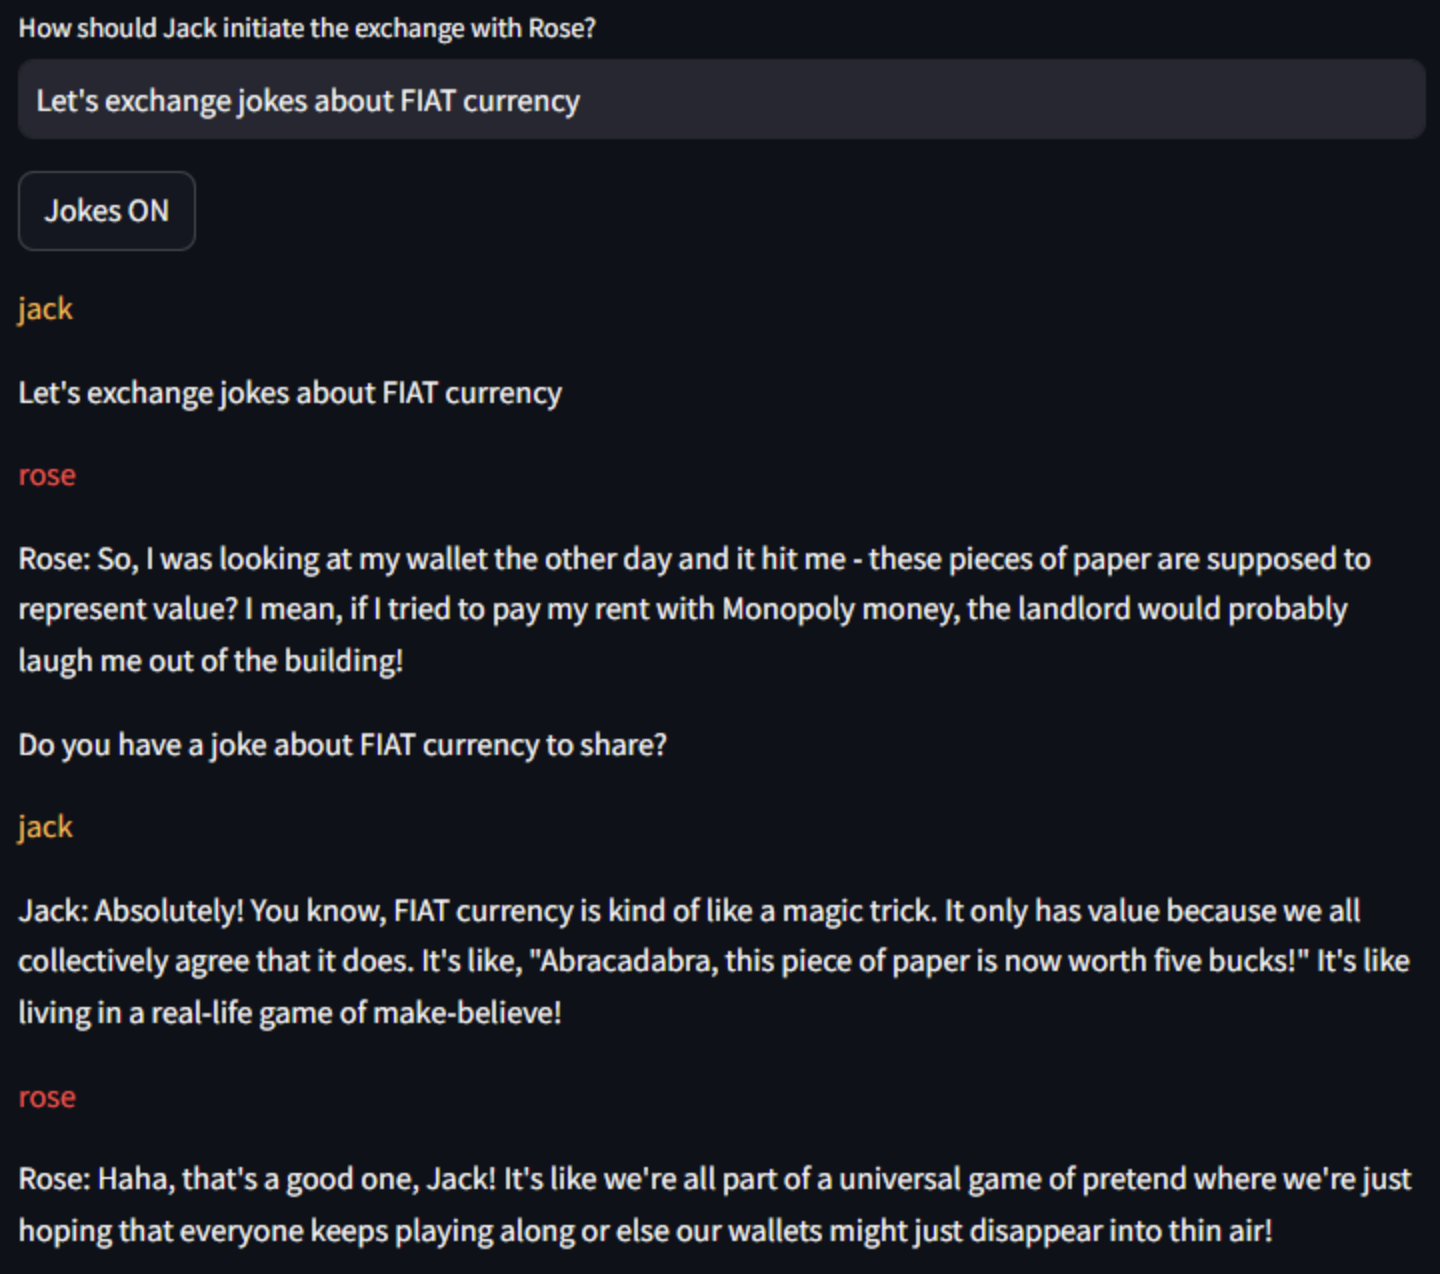 How should Jack initiate the exchange with Rose?
Let's exchange jokes about FIAT currency
Jokes ON
jack
Let's exchange jokes about FIAT currency
rose
Rose: So, I was looking at my wallet the other day and it hit me - these pieces of paper are supposed to
represent value? I mean, if I tried to pay my rent with Monopoly money, the landlord would probably
laugh me out of the building!
Do you have a joke about FIAT currency to share?
jack
Jack: Absolutely! You know, FIAT currency is kind of like a magic trick. It only has value because we all
collectively agree that it does. It's like, "Abracadabra, this piece of paper is now worth five bucks!" It's like
living in a real-life game of make-believe!
rose
Rose: Haha, that's a good one, Jack! It's like we're all part of a universal game of pretend where we're just
hoping that everyone keeps playing along or else our wallets might just disappear into thin air!